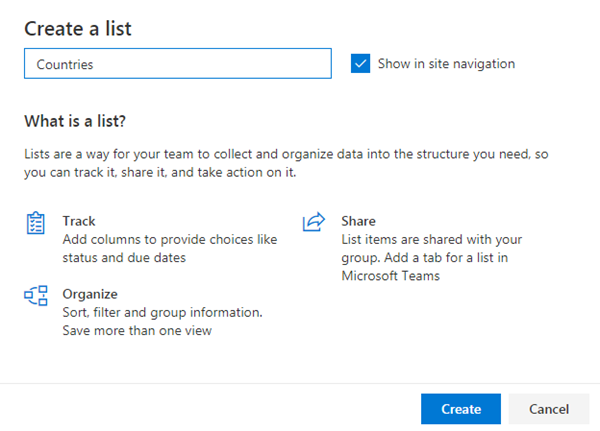 Create a list
Countries
Show in site navigation
What is a list?
Lists are a way for your team to collect and organize data into the structure you need, so
you can track it, share it, and take action on it.
Track
Add columns to provide choices like
status and due dates
Share
List items are shared with your
group. Add a tab for a list in
Microsoft Teams
Organize
Sort, filter and group information.
Save more than one view
Create
Cancel